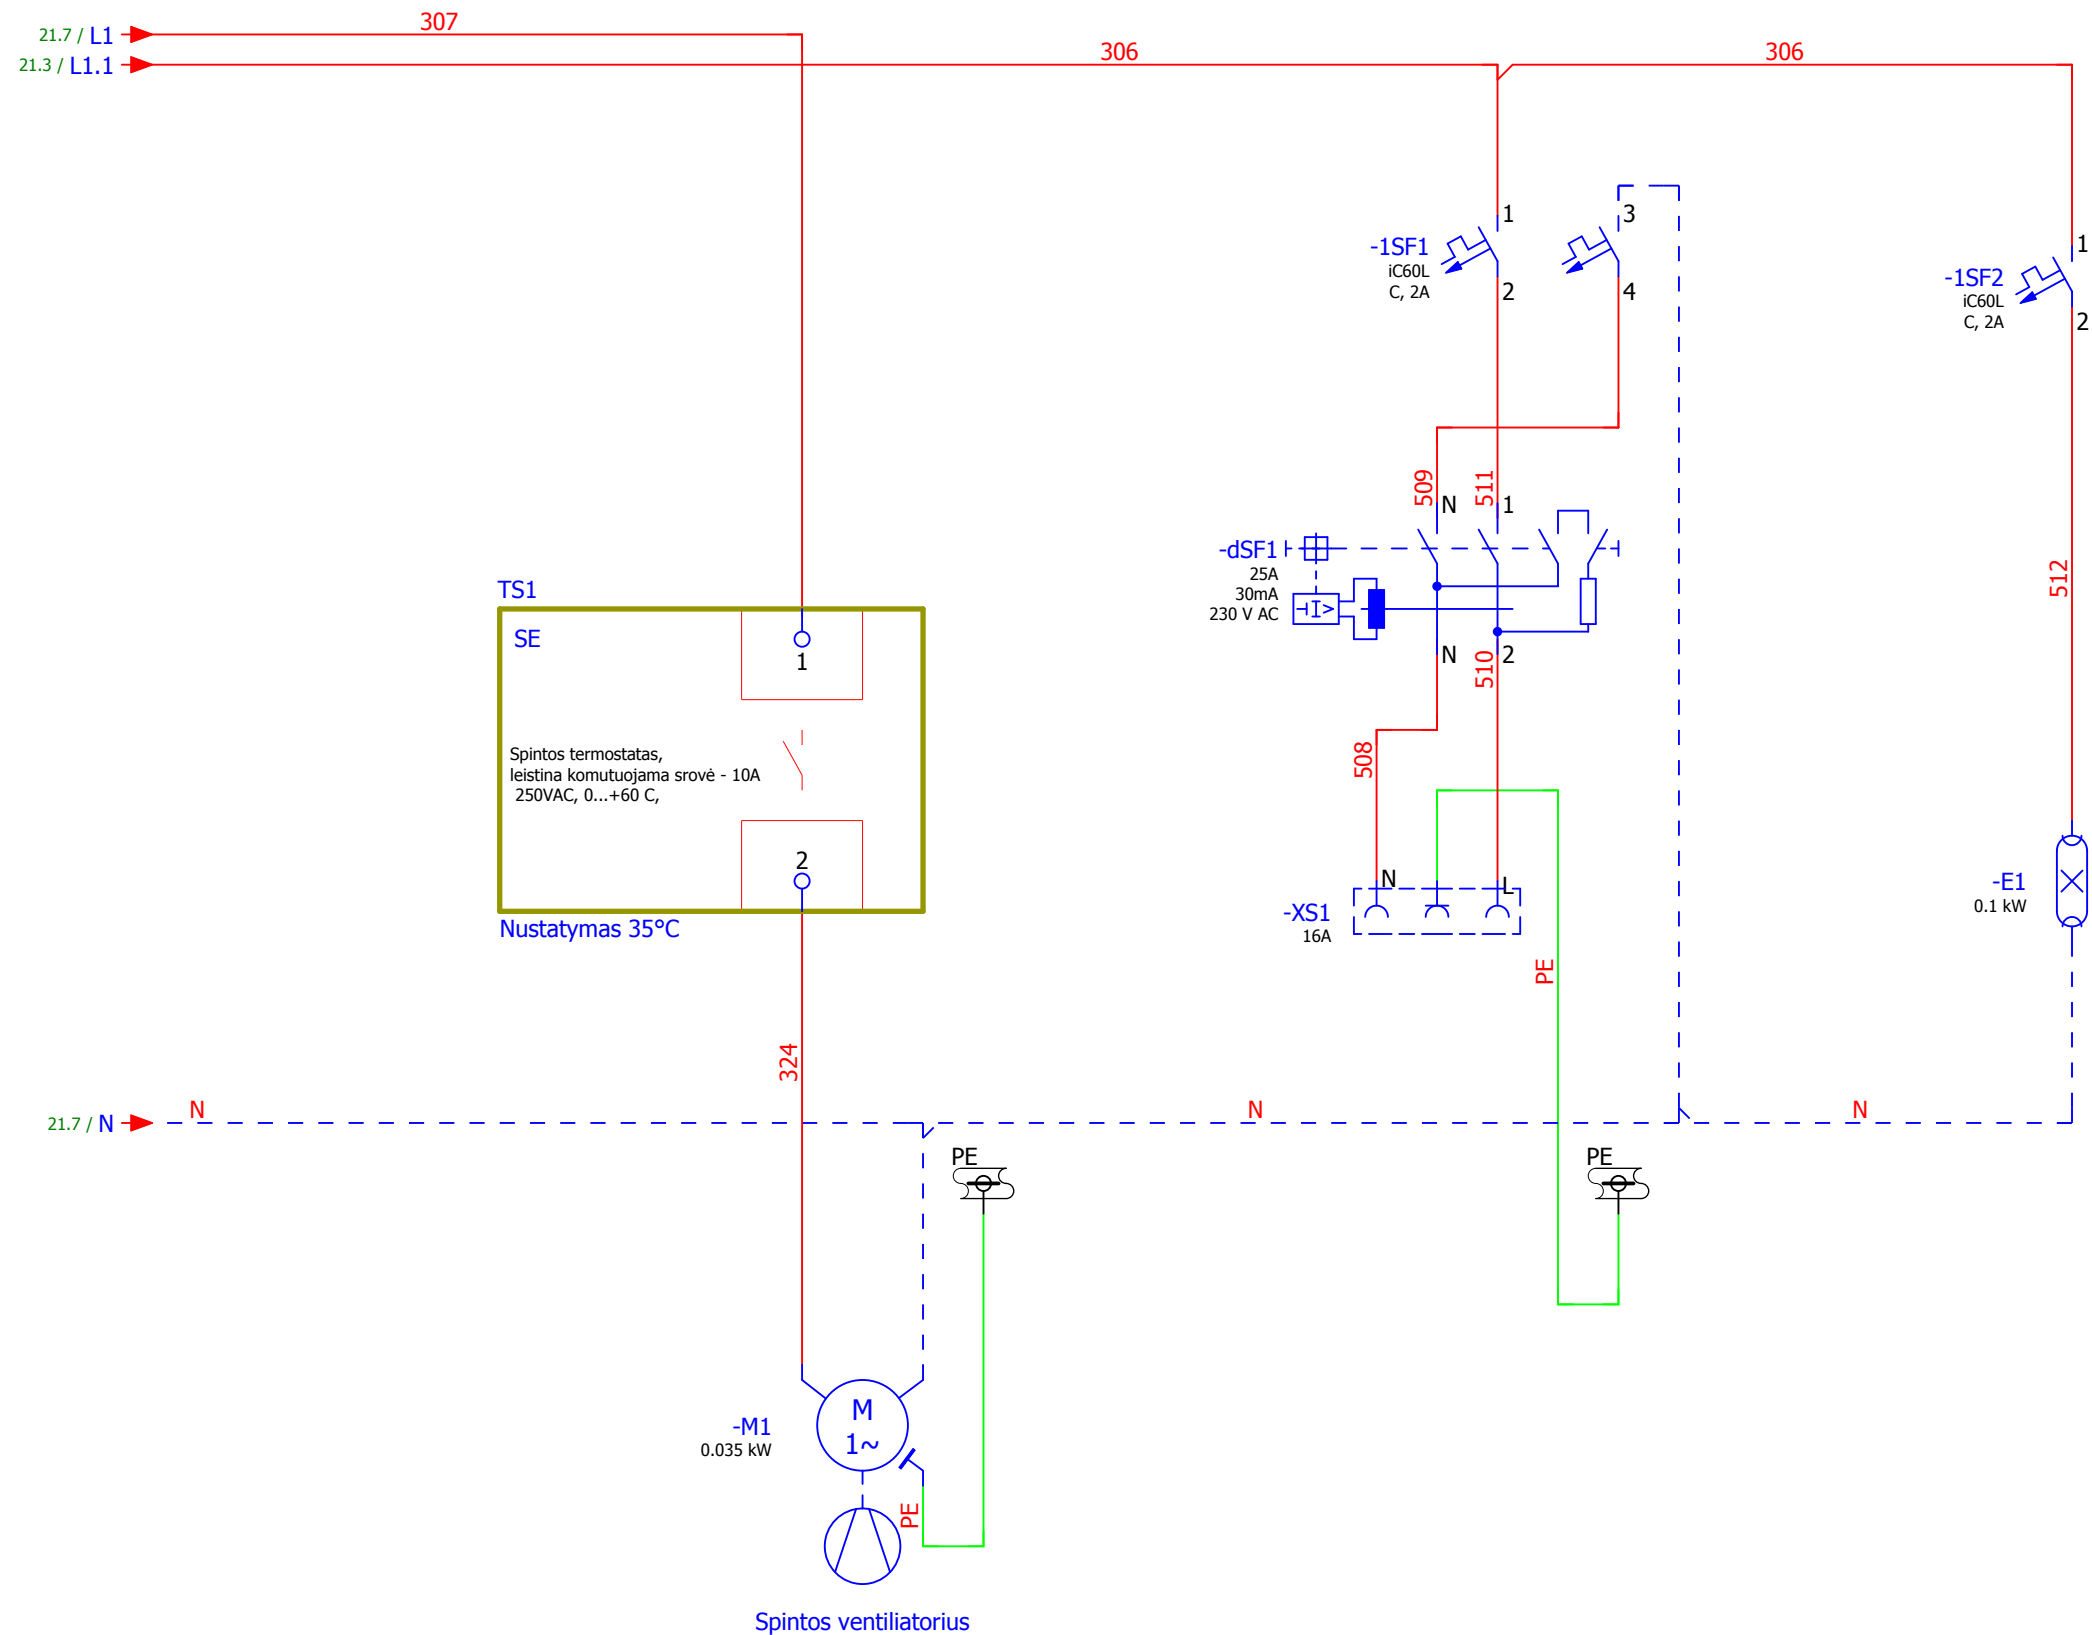 307
21.7 / L1
306
306
21.3 / L1.1
1
3
-1SF1
iC60L
C, 2A
2
4
1
-1SF2
iC60L
C, 2A
2
509
511
N
1
-dSF1
25A
30mA
230 V AC
I>
N
2
510
512
TS1
SE
1
Spintos termostatas,
leistina komutuojama srovė - 10A
250VAC, 0...+60 C,
2
Nustatymas 35°C
508
N
L
-XS1
16A
-E1
0.1 kW
PE
324
21.7 / N
N
N
N
PE
PE
M
1~
-M1
0.035 kW
PE
Spintos ventiliatorius